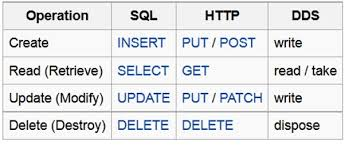 Operation SQL HTTP DDS
Create INSERT PUT / POST write
Read (Retrieve) SELECT GET read / take
Update (Modify) UPDATE PUT / PATCH write
Delete (Destroy) DELETE DELETE dispose